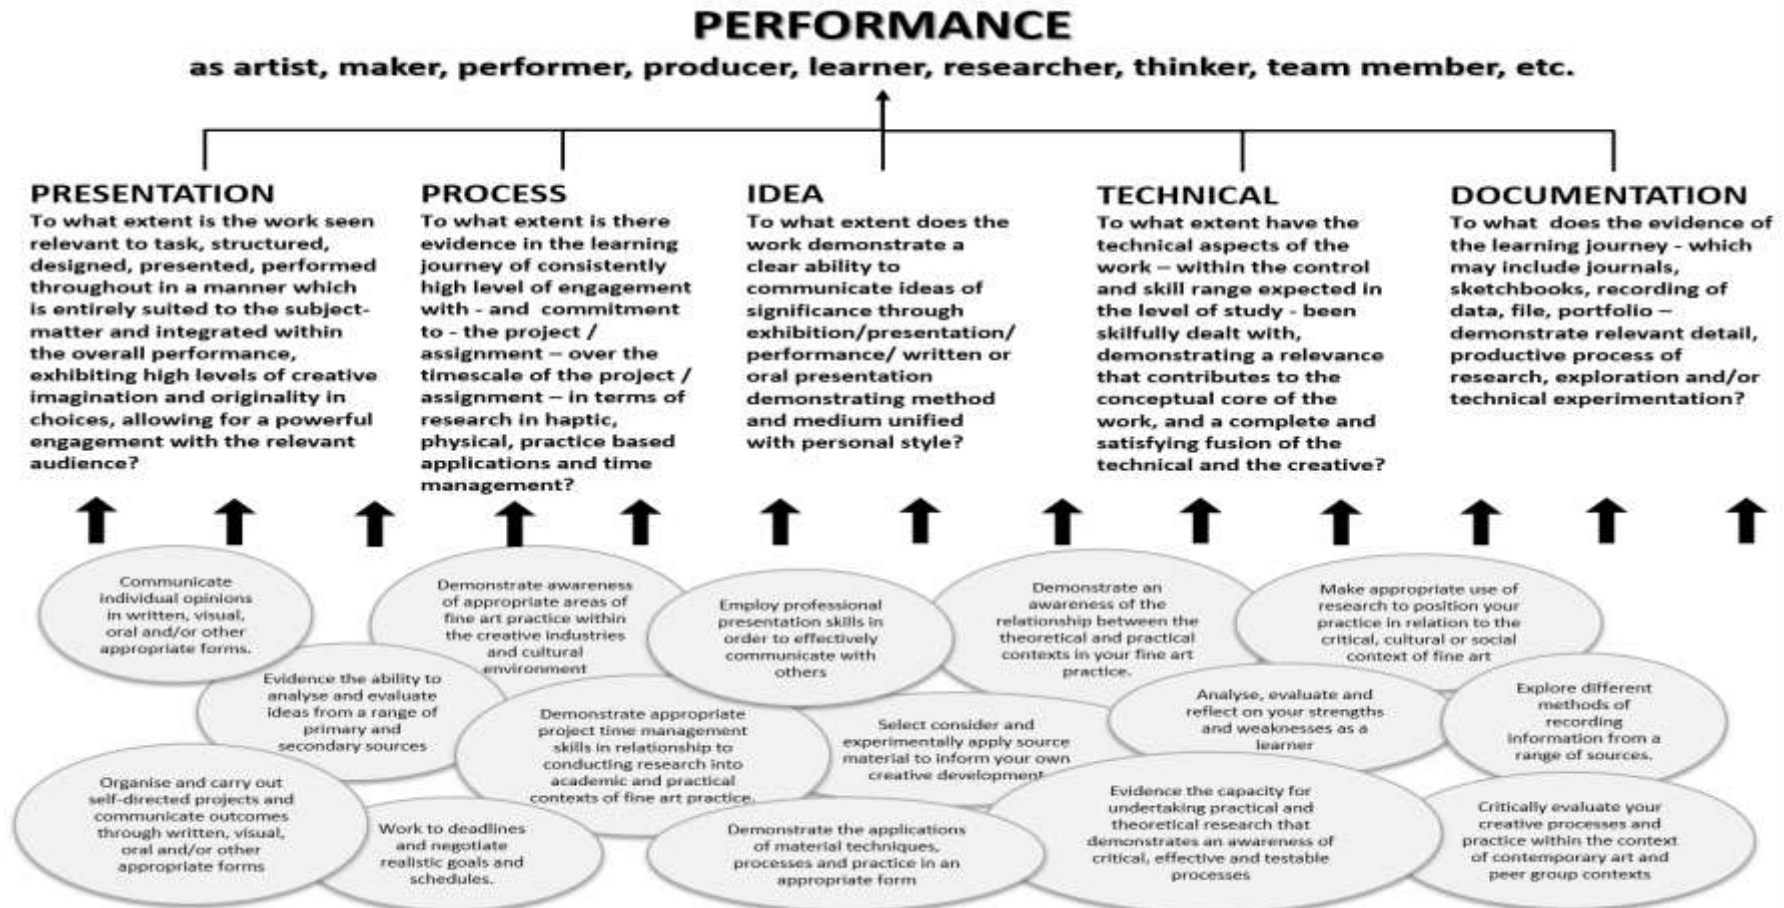 PERFORMANCE
as artist, maker, performer, producer, learner, researcher, thinker, team member, etc.
PRESENTATION
To what extent is the work seen
relevant to task, structured,
designed, presented, performed
throughout in a manner which
is entirely suited to the subject-
matter and integrated within
the overall performance,
exhibiting high levels of creative
imagination and originality in
choices, allowing for a powerful
engagement with the relevant
audience?
PROCESS
To what extent is there
evidence in the learning
journey of consistently
high level of engagement
with - and commitment
to - the project /
assignment – over the
timescale of the project /
assignment – in terms of
research in haptic,
physical, practice based
applications and time
management?
IDEA
To what extent does the
work demonstrate a
clear ability to
communicate ideas of
significance through
exhibition/presentation/
performance/ written or
oral presentation
demonstrating method
and medium unified
with personal style?
TECHNICAL
To what extent have the
technical aspects of the
work – within the control
and skill range expected in
the level of study - been
skilfully dealt with,
demonstrating a relevance
that contributes to the
conceptual core of the
work, and a complete and
satisfying fusion of the
technical and the creative?
DOCUMENTATION
To what does the evidence of
the learning journey - which
may include journals,
sketchbooks, recording of
data, file, portfolio –
demonstrate relevant detail,
productive process of
research, exploration and/or
technical experimentation?
Communicate
individual opinions
in written, visual,
oral and/or other
appropriate forms.
Demonstrate awareness
of appropriate areas of
fine art practice within
the creative industries
and cultural
environment
Employ professional
presentation skills in
order to effectively
communicate with
others
Demonstrate an
awareness of the
relationship between the
theoretical and practical
contexts in your fine art
practice.
Make appropriate use of
research to position your
practice in relation to the
critical, cultural or social
context of fine art
Evidence the ability to
analyse and evaluate
ideas from a range of
primary and
secondary sources
Demonstrate appropriate
project time management
skills in relationship to
conducting research into
academic and practical
contexts of fine art practice.
Select consider and
experimentally apply source
material to inform your own
creative development
Analyse, evaluate and
reflect on your strengths
and weaknesses as a
learner
Explore different
methods of
recording
information from a
range of sources.
Organise and carry out
self-directed projects and
communicate outcomes
through written, visual,
oral and/or other
appropriate forms
Work to deadlines
and negotiate
realistic goals and
schedules.
Demonstrate the applications
of material techniques,
processes and practice in an
appropriate form
Evidence the capacity for
undertaking practical and
theoretical research that
demonstrates an awareness of
critical, effective and testable
processes
Critically evaluate your
creative processes and
practice within the context
of contemporary art and
peer group contexts